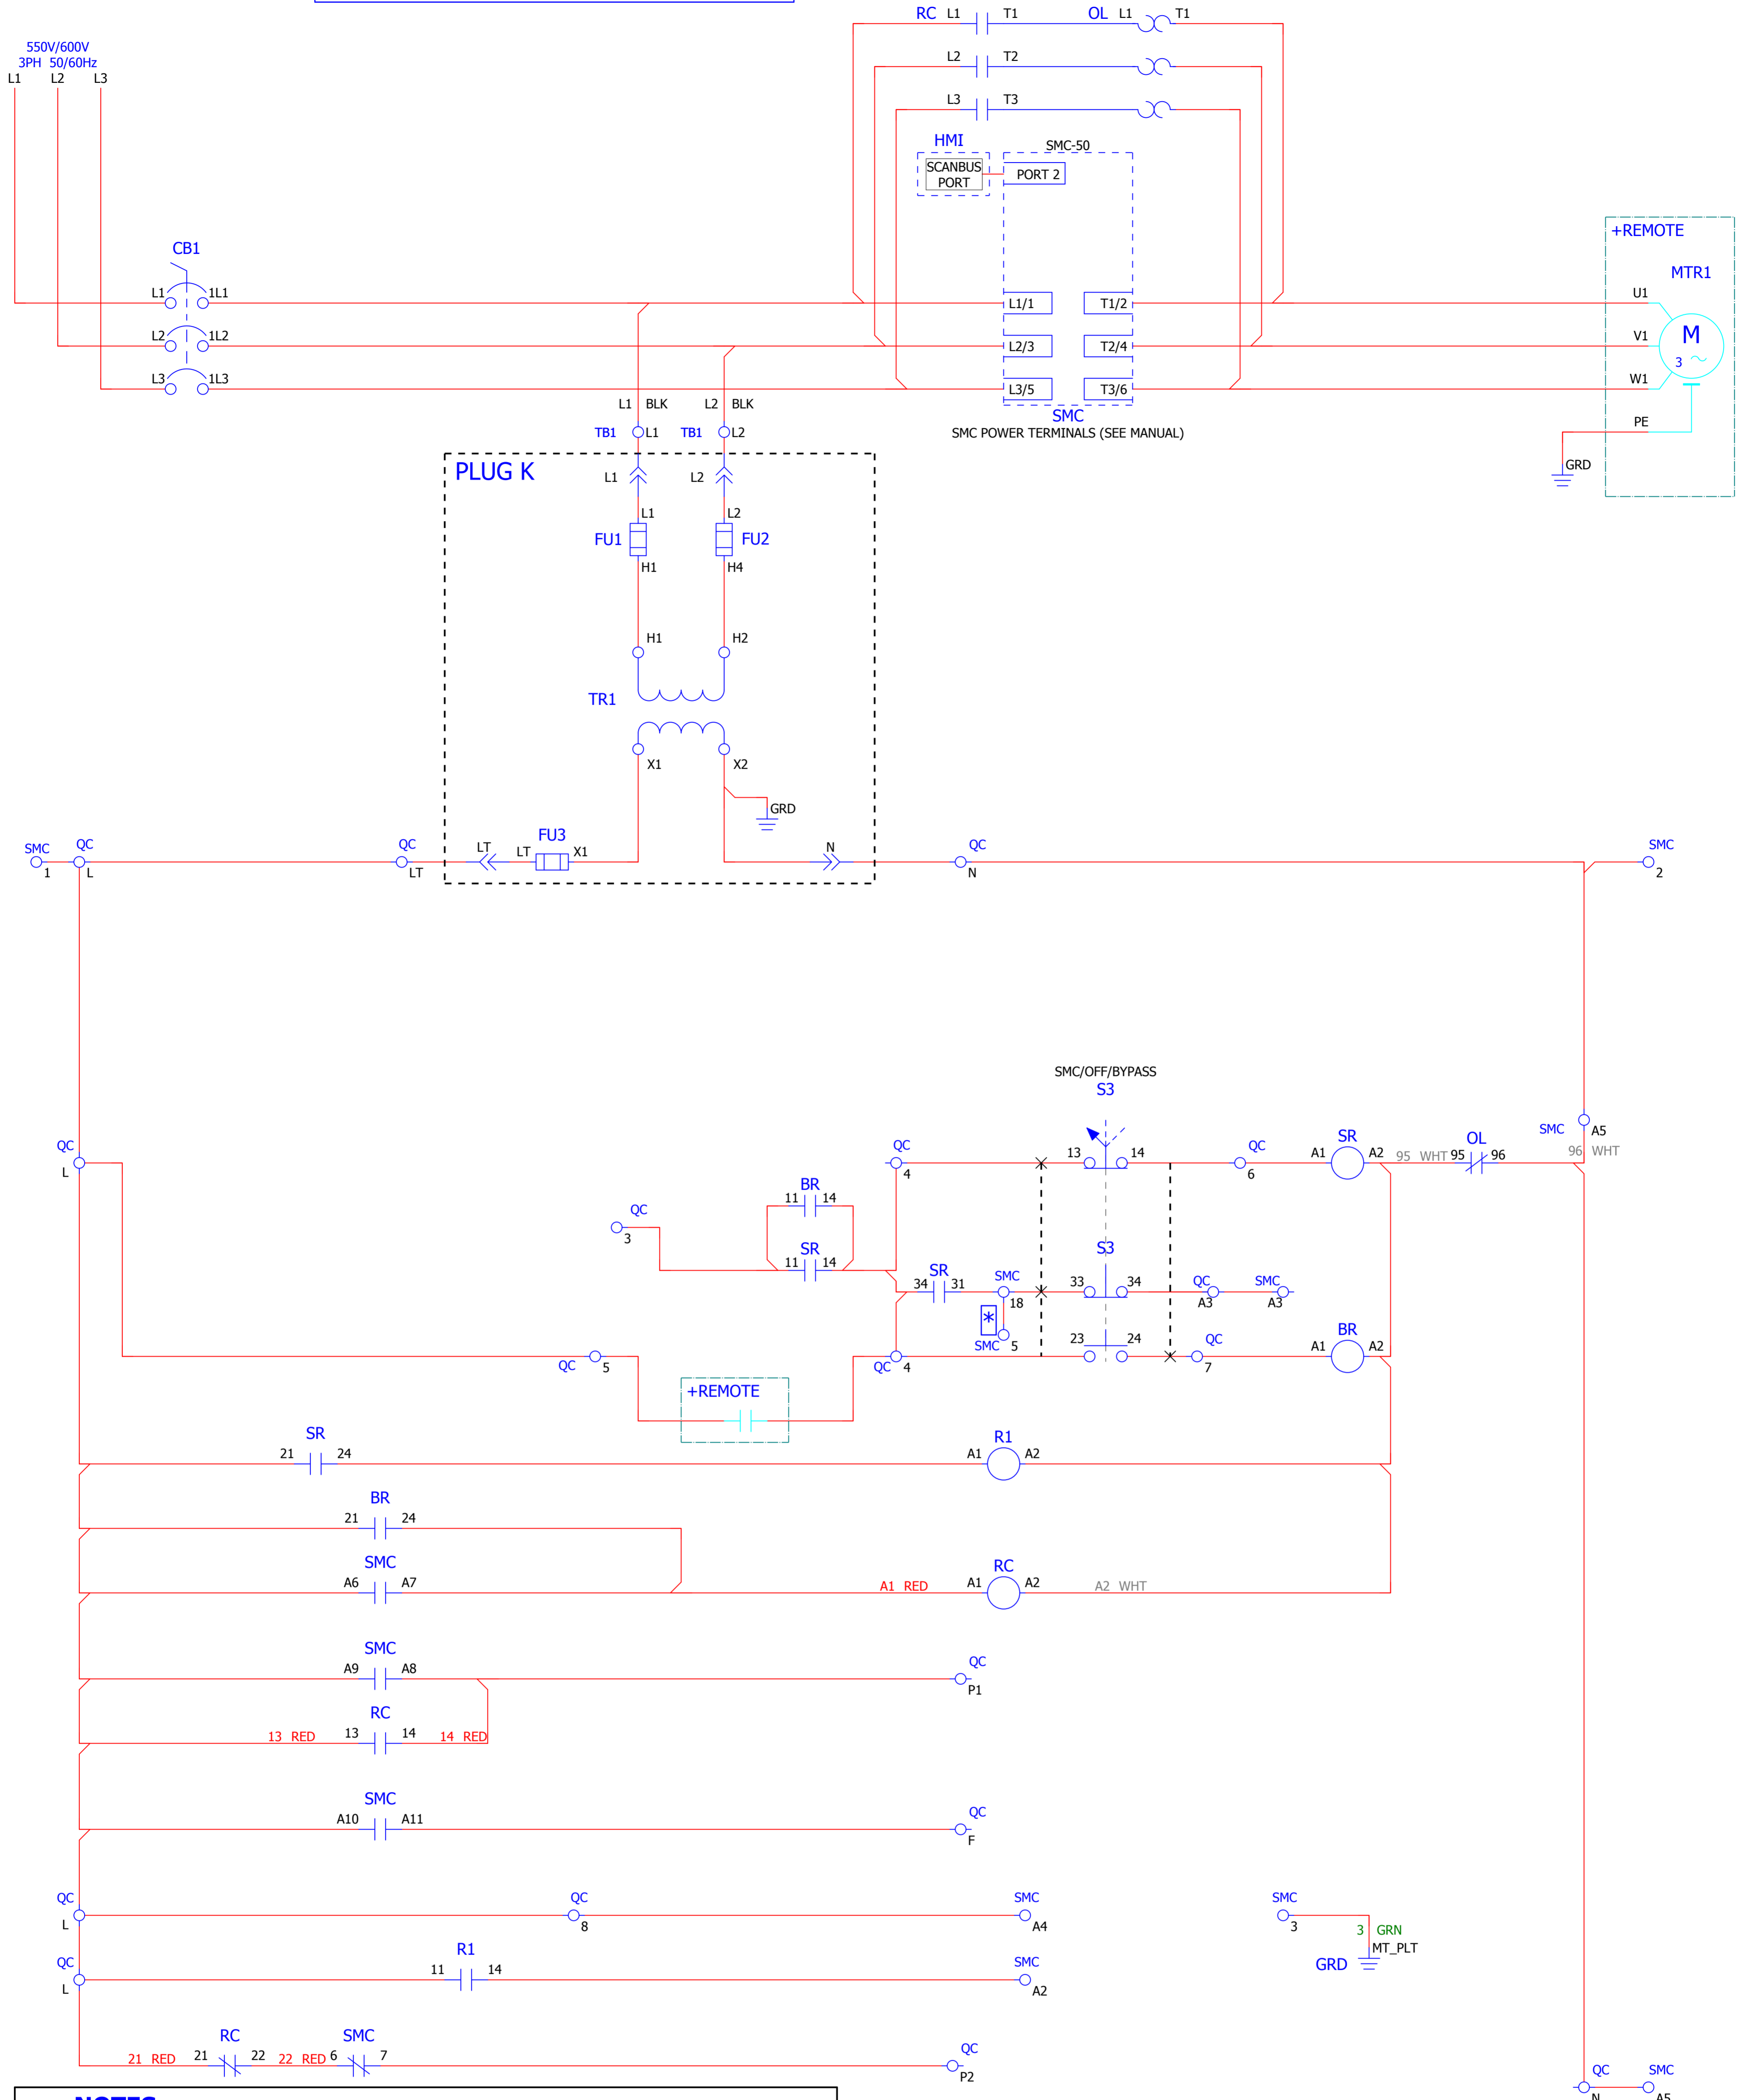 RC L1 T1 OL L1 T1
550V/600V
3PH 50/60Hz
L1 L2 L3
L2 T2
L3 T3
HMI
SMC-50
SCANBUS
PORT
PORT 2
+REMOTE
CB1
MTR1
L1 1L1
L1/1 T1/2
U1
L2 1L2
L2/3 T2/4
V1
M
3
L3 1L3
L3/5 T3/6
W1
L1 BLK L2 BLK
SMC
SMC POWER TERMINALS (SEE MANUAL)
PE
GRD
TB1 L1 TB1 L2
PLUG K
L1 L2
L1 L2
FU1 FU2
H1 H4
H1 H2
TR1
X1 X2
GRD
SMC QC QC FU3 QC SMC
LT LT X1 N
1 L LT N 2
SMC/OFF/BYPASS
S3
SMC A5
QC QC 13 14 QC SR OL
A1 A2 95 WHT 95 96 96 WHT
L 4 6
BR
11 14
QC
3
SR
11 14
S3
SR SMC QC SMC
34 31 33 34
18 A3 A3
*
SMC 5
23 24 QC BR
A1 A2
QC 5 QC 4 7
+REMOTE
SR R1
21 24 A1 A2
BR
21 24
SMC RC
A6 A7 A1 RED A1 A2 A2 WHT
SMC QC
A9 A8
P1
RC
13 RED 13 14 14 RED
SMC QC
A10 A11
F
QC QC SMC SMC
L 8 A4 3
3 GRN
MT_PLT
GRD
QC R1 SMC
11 14
L A2
RC SMC QC
21 RED 21 22 22 RED 6 7
P2
QC SMC
N A5
NOTES